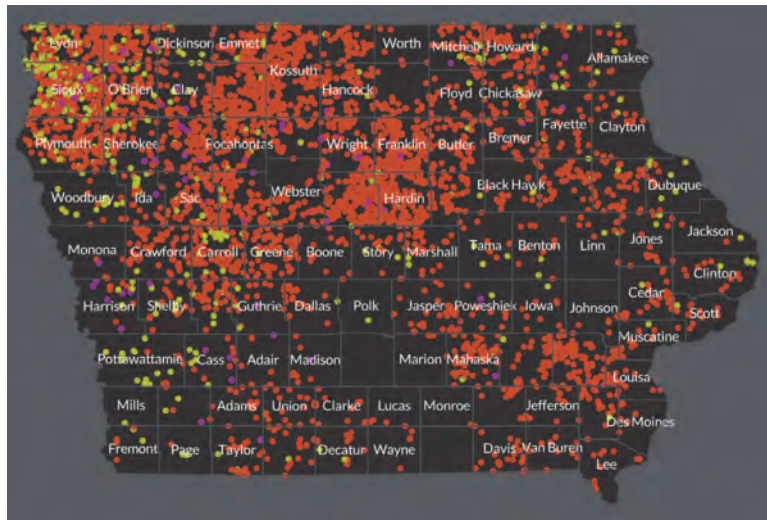 Lyon Dickinson Emmet Worth Mitchell Howard Allamakee
Sioux O'Brien Clay Kossuth Hancock Floyd Chickasaw
Plymouth Cherokee Pocahontas Wright Franklin Butler Bremer Fayette Clayton
Woodbury Ida Sac Webster Hardin Black Hawk Dubuque
Monona Crawford Carroll Greene Boone Story Marshall Tama Benton Linn Jones Jackson
Clinton
Harrison Shelby Guthrie Dallas Polk Jasper Poweshiek Iowa Johnson Cedar Scott
Muscatine
Pottawattamie Cass Adair Madison Marion Mahaska Louisa
Mills Adams Union Clarke Lucas Monroe Jefferson Des Moines
Fremont Page Taylor Decatur Wayne Davis Van Buren Lee